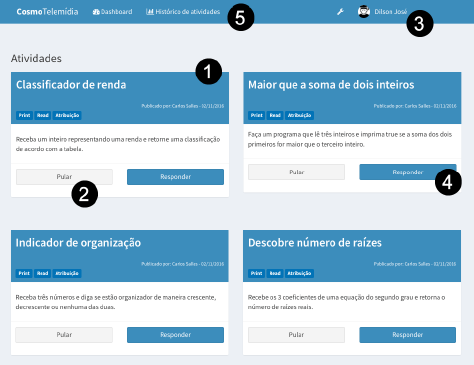 CosmoTelemídia Dashboard Histórico de atividades 5 Dilson José 3
Atividades
1
Classificador de renda
Publicado por: Carlos Salles - 02/11/2016
Print Read Atribuição
Receba um inteiro representando uma renda e retorne uma classificação
de acordo com a tabela.
Pular Responder
2
Maior que a soma de dois inteiros
Publicado por: Carlos Salles - 02/11/2016
Print Read Atribuição
Faça um programa que lê três inteiros e imprima true se a soma dos dois
primeiros for maior que o terceiro inteiro.
Pular Responder
4
Indicador de organização
Publicado por: Carlos Salles - 02/11/2016
Print Read Atribuição
Receba três números e diga se estão organizador de maneira crescente,
decrescente ou nenhuma das duas.
Pular Responder
Descobre número de raízes
Publicado por: Carlos Salles - 02/11/2016
Print Read Atribuição
Recebe os 3 coeficientes de uma equação do segundo grau e retorna o
número de raízes reais.
Pular Responder